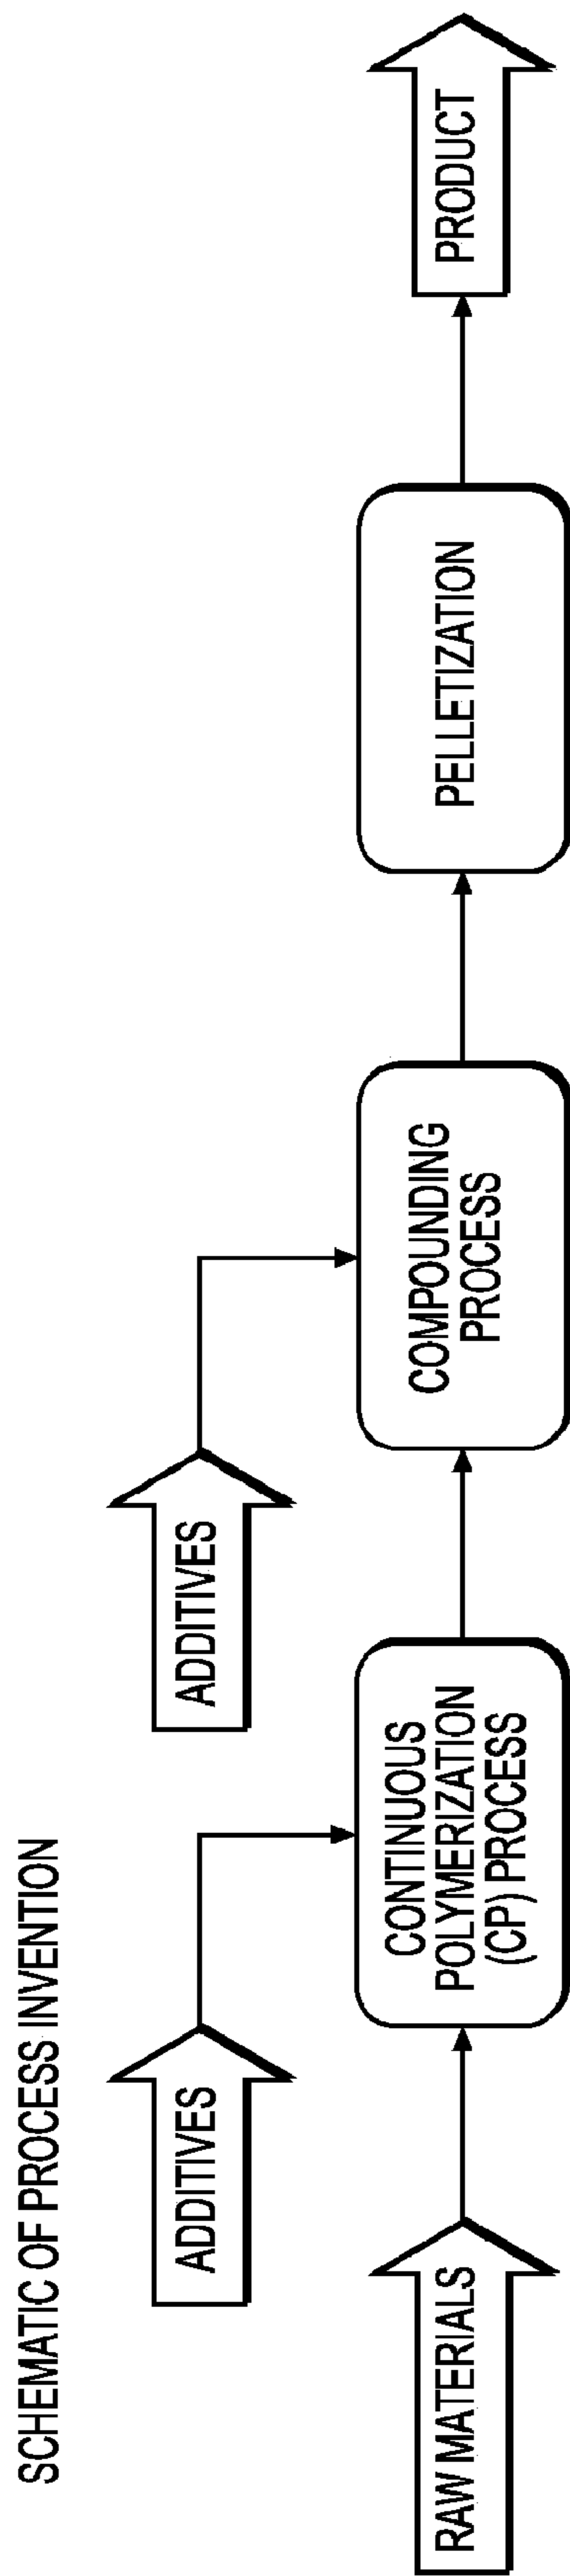 SCHEMATIC OF PROCESS INVENTION
ADDITIVES
ADDITIVES
RAW MATERIALS
CONTINUOUS
POLYMERIZATION
(CP) PROCESS
COMPOUNDING
PROCESS
PELLETIZATION
PRODUCT